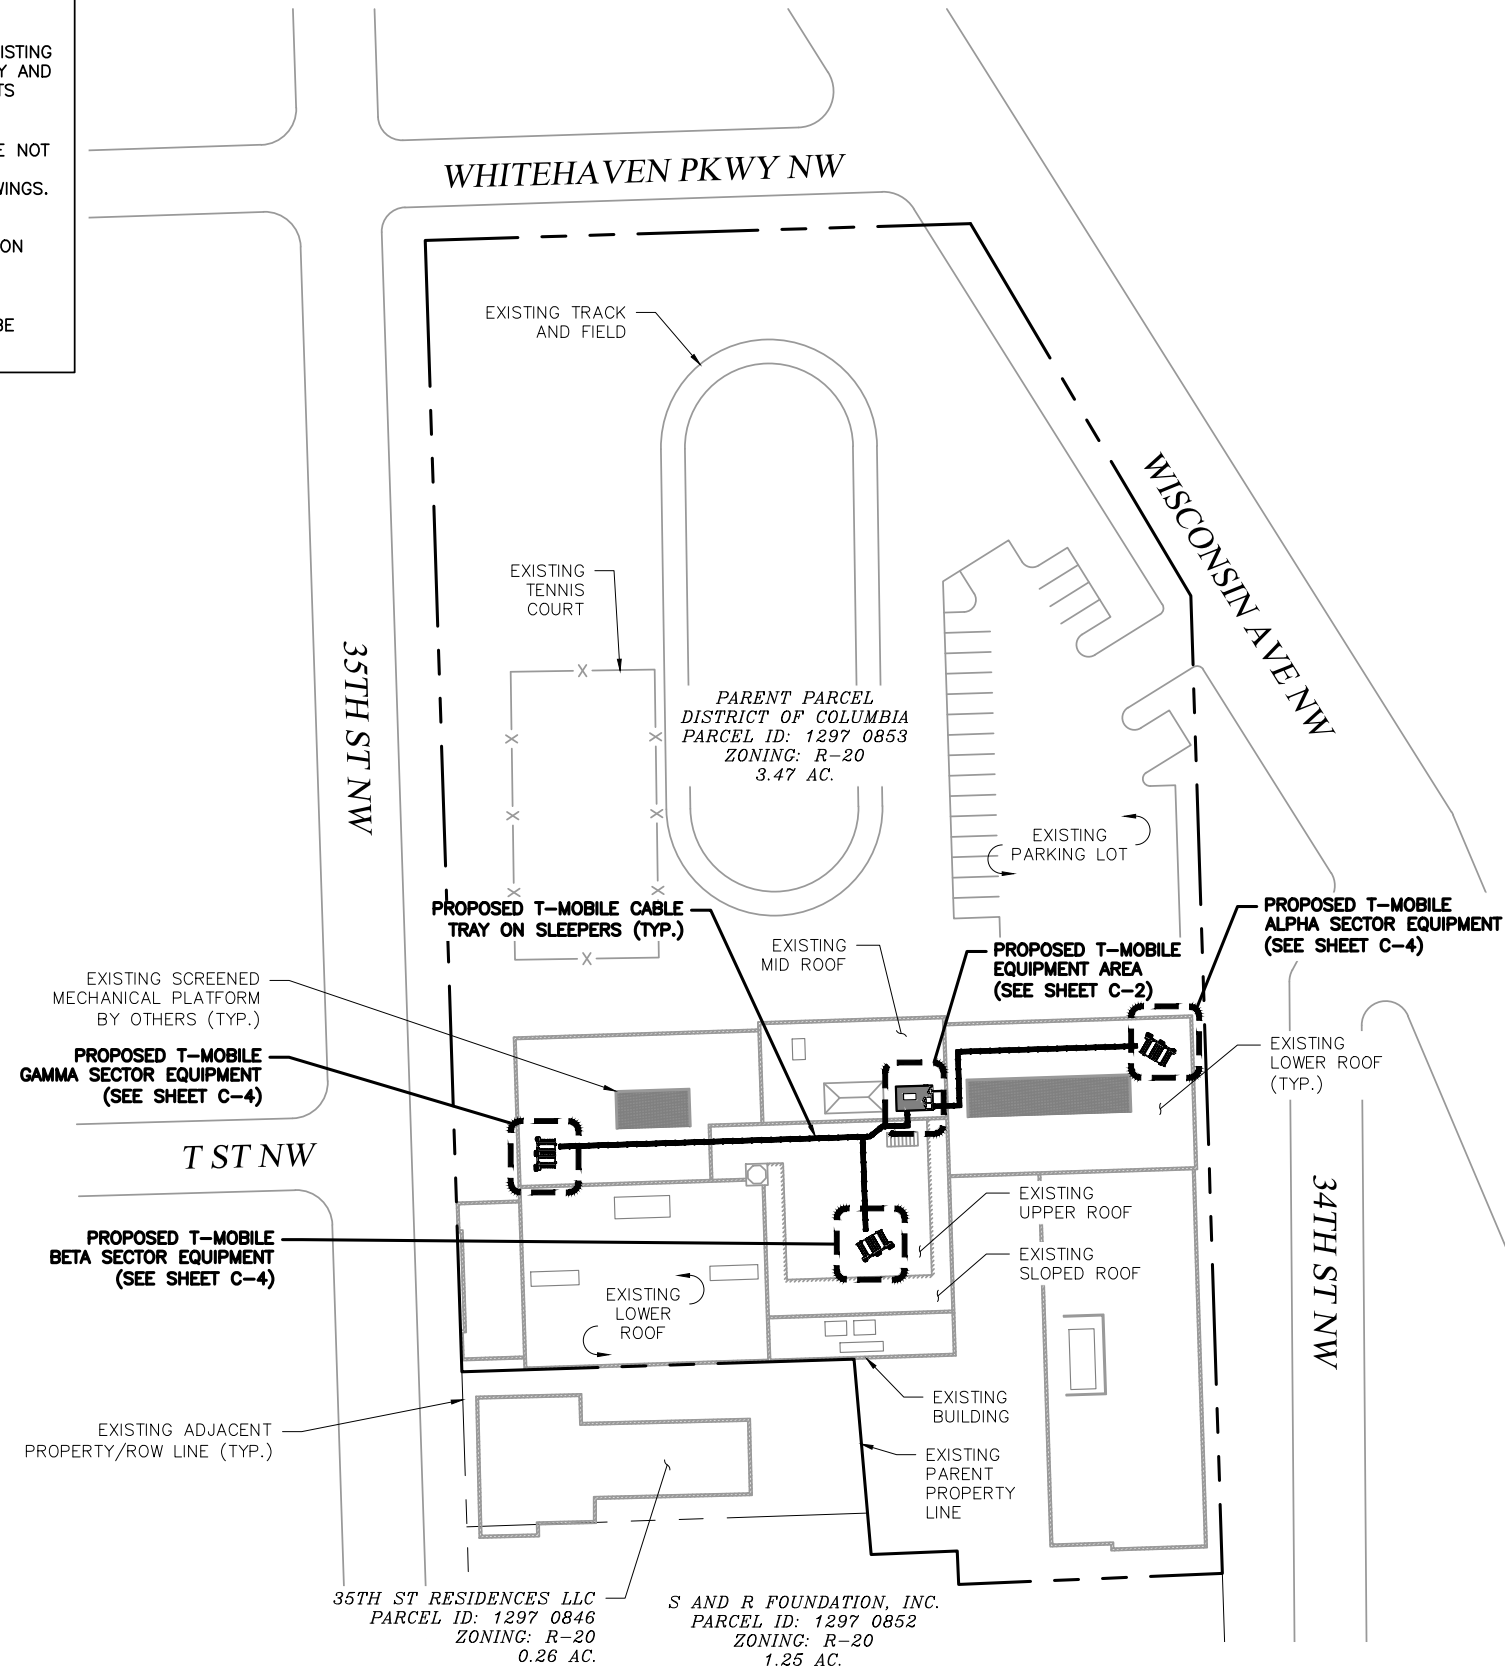 ISTING
Y AND
TS
E NOT
WINGS.
ON
BE
WHITEHAVEN PKWY NW
EXISTING TRACK
AND FIELD
WISCONSIN AVE NW
EXISTING
TENNIS
COURT
35TH ST NW
PARENT PARCEL
DISTRICT OF COLUMBIA
PARCEL ID: 1297 0853
ZONING: R-20
3.47 AC.
EXISTING
PARKING LOT
PROPOSED T-MOBILE CABLE
TRAY ON SLEEPERS (TYP.)
PROPOSED T-MOBILE
ALPHA SECTOR EQUIPMENT
(SEE SHEET C-4)
EXISTING
MID ROOF
PROPOSED T-MOBILE
EQUIPMENT AREA
(SEE SHEET C-2)
EXISTING SCREENED
MECHANICAL PLATFORM
BY OTHERS (TYP.)
PROPOSED T-MOBILE
GAMMA SECTOR EQUIPMENT
(SEE SHEET C-4)
EXISTING
LOWER ROOF
(TYP.)
T ST NW
EXISTING
UPPER ROOF
34TH ST NW
PROPOSED T-MOBILE
BETA SECTOR EQUIPMENT
(SEE SHEET C-4)
EXISTING
SLOPED ROOF
EXISTING
LOWER
ROOF
EXISTING
BUILDING
EXISTING ADJACENT
PROPERTY/ROW LINE (TYP.)
EXISTING
PARENT
PROPERTY
LINE
35TH ST RESIDENCES LLC
PARCEL ID: 1297 0846
ZONING: R-20
0.26 AC.
S AND R FOUNDATION, INC.
PARCEL ID: 1297 0852
ZONING: R-20
1.25 AC.